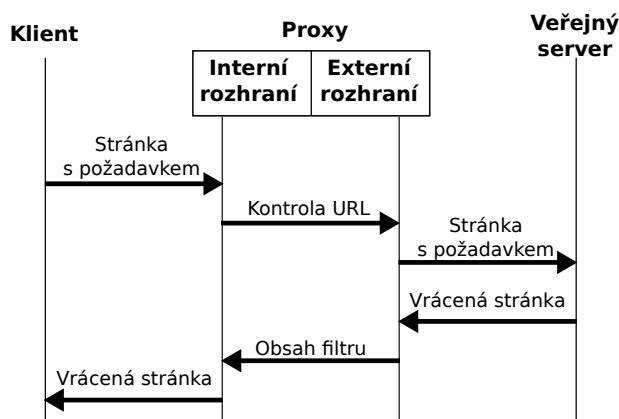 Klient
Proxy
Veřejný
server
Interní
rozhraní
Externí
rozhraní
Stránka
s požadavkem
Kontrola URL
Stránka
s požadavkem
Vrácená stránka
Obsah filtru
Vrácená stránka